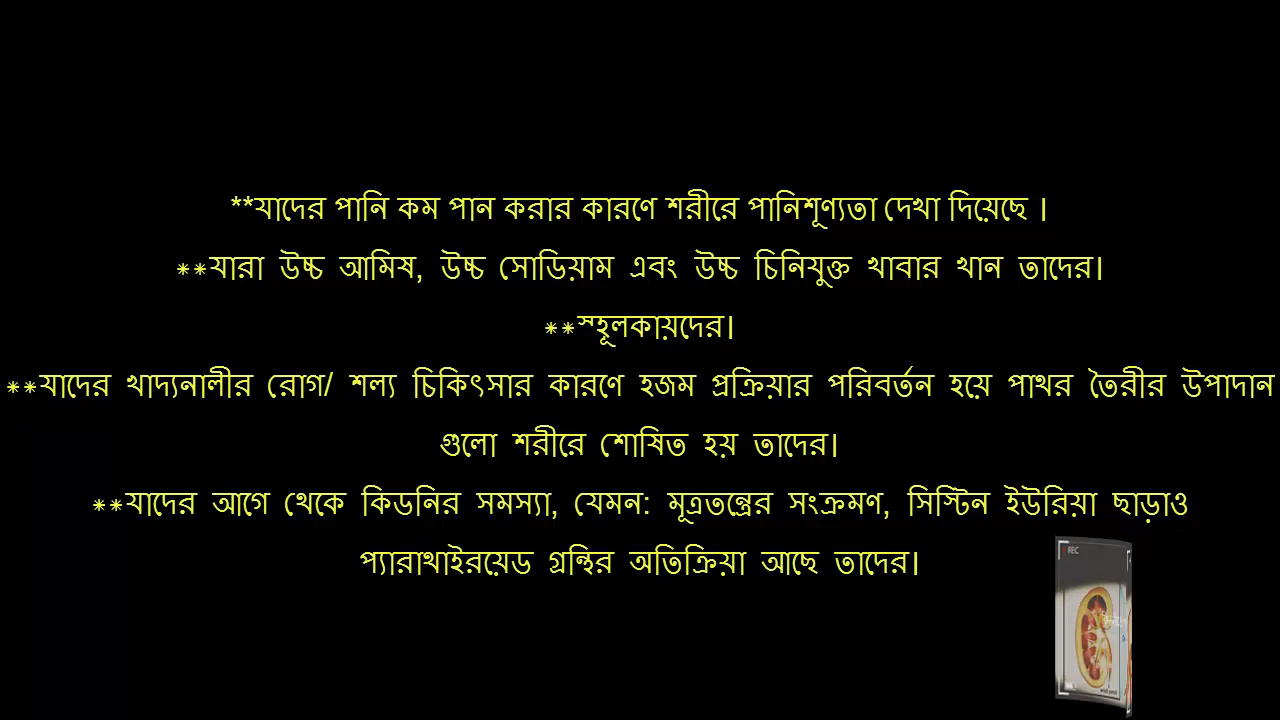 **যাদের পানি কম পান করার কারণে শরীরে পানিশূণ্যতা দেখা দিয়েছে ।
**যারা উচ্চ আমিষ, উচ্চ সোডিয়াম এবং উচ্চ চিনিযুক্ত খাবার খান তাদের।
**স্হূলকায়দের।
**যাদের খাদ্যনালীর রোগ/ শল্য চিকিৎসার কারণে হজম প্রক্রিয়ার পরিবর্তন হয়ে পাথর তৈরীর উপাদান
গুলো শরীরে শোষিত হয় তাদের।
**যাদের আগে থেকে কিডনির সমস্যা, যেমন: মূত্রতন্ত্রের সংক্রমণ, সিস্টিন ইউরিয়া ছাড়াও
প্যারাথাইরয়েড গ্রন্থির অতিক্রিয়া আছে তাদের।
REC